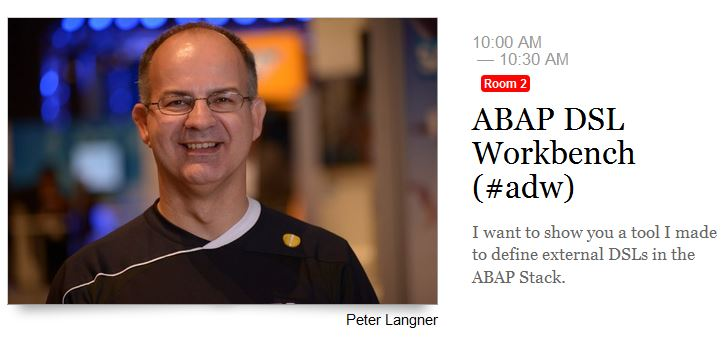 10:00 AM
— 10:30 AM
Room 2
ABAP DSL
Workbench
(#adw)
I want to show you a tool I made
to define external DSLs in the
ABAP Stack.
Peter Langner